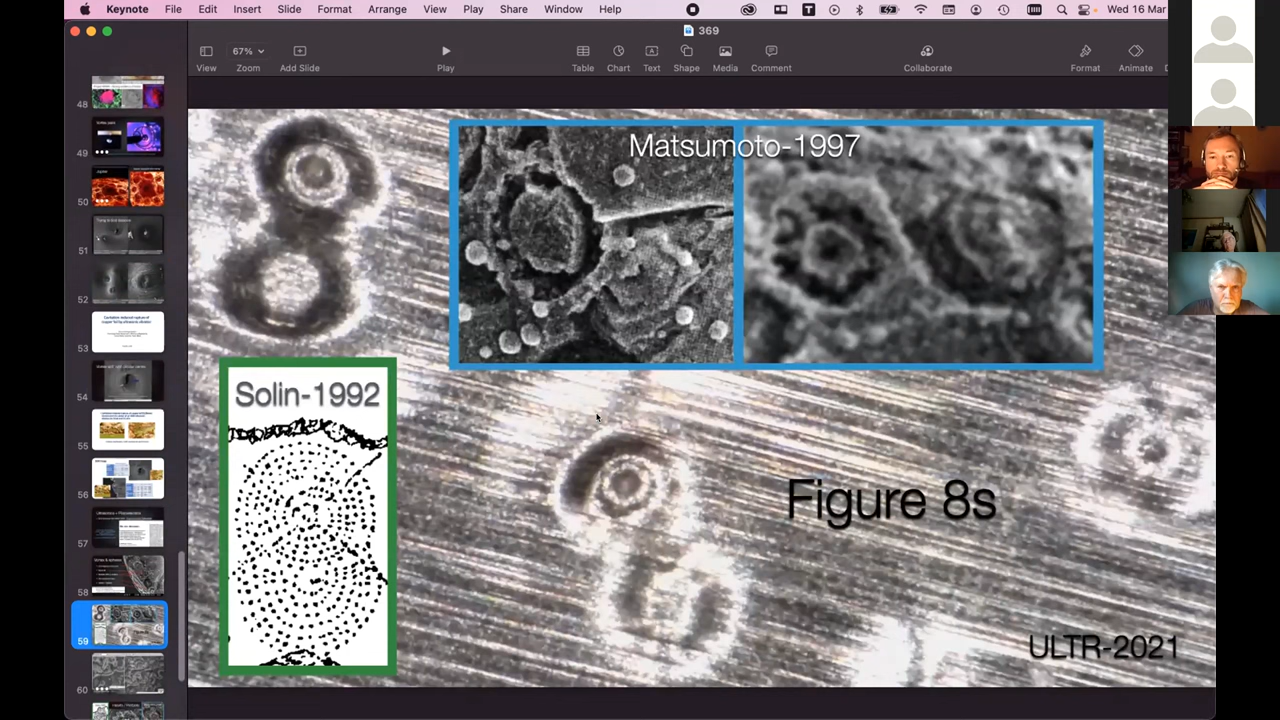 Keynote File Edit Insert Slide Format Arrange View Play Share Window Help Wed 16 Mar
369
67%
View Zoom Add Slide Play Table Chart Text Shape Media Comment Collaborate Format Animate
48
49
50
51
52
53
54
55
56
57
58
59
60
Matsumoto-1997
Solin-1992
Figure 8s
ULTR-2021